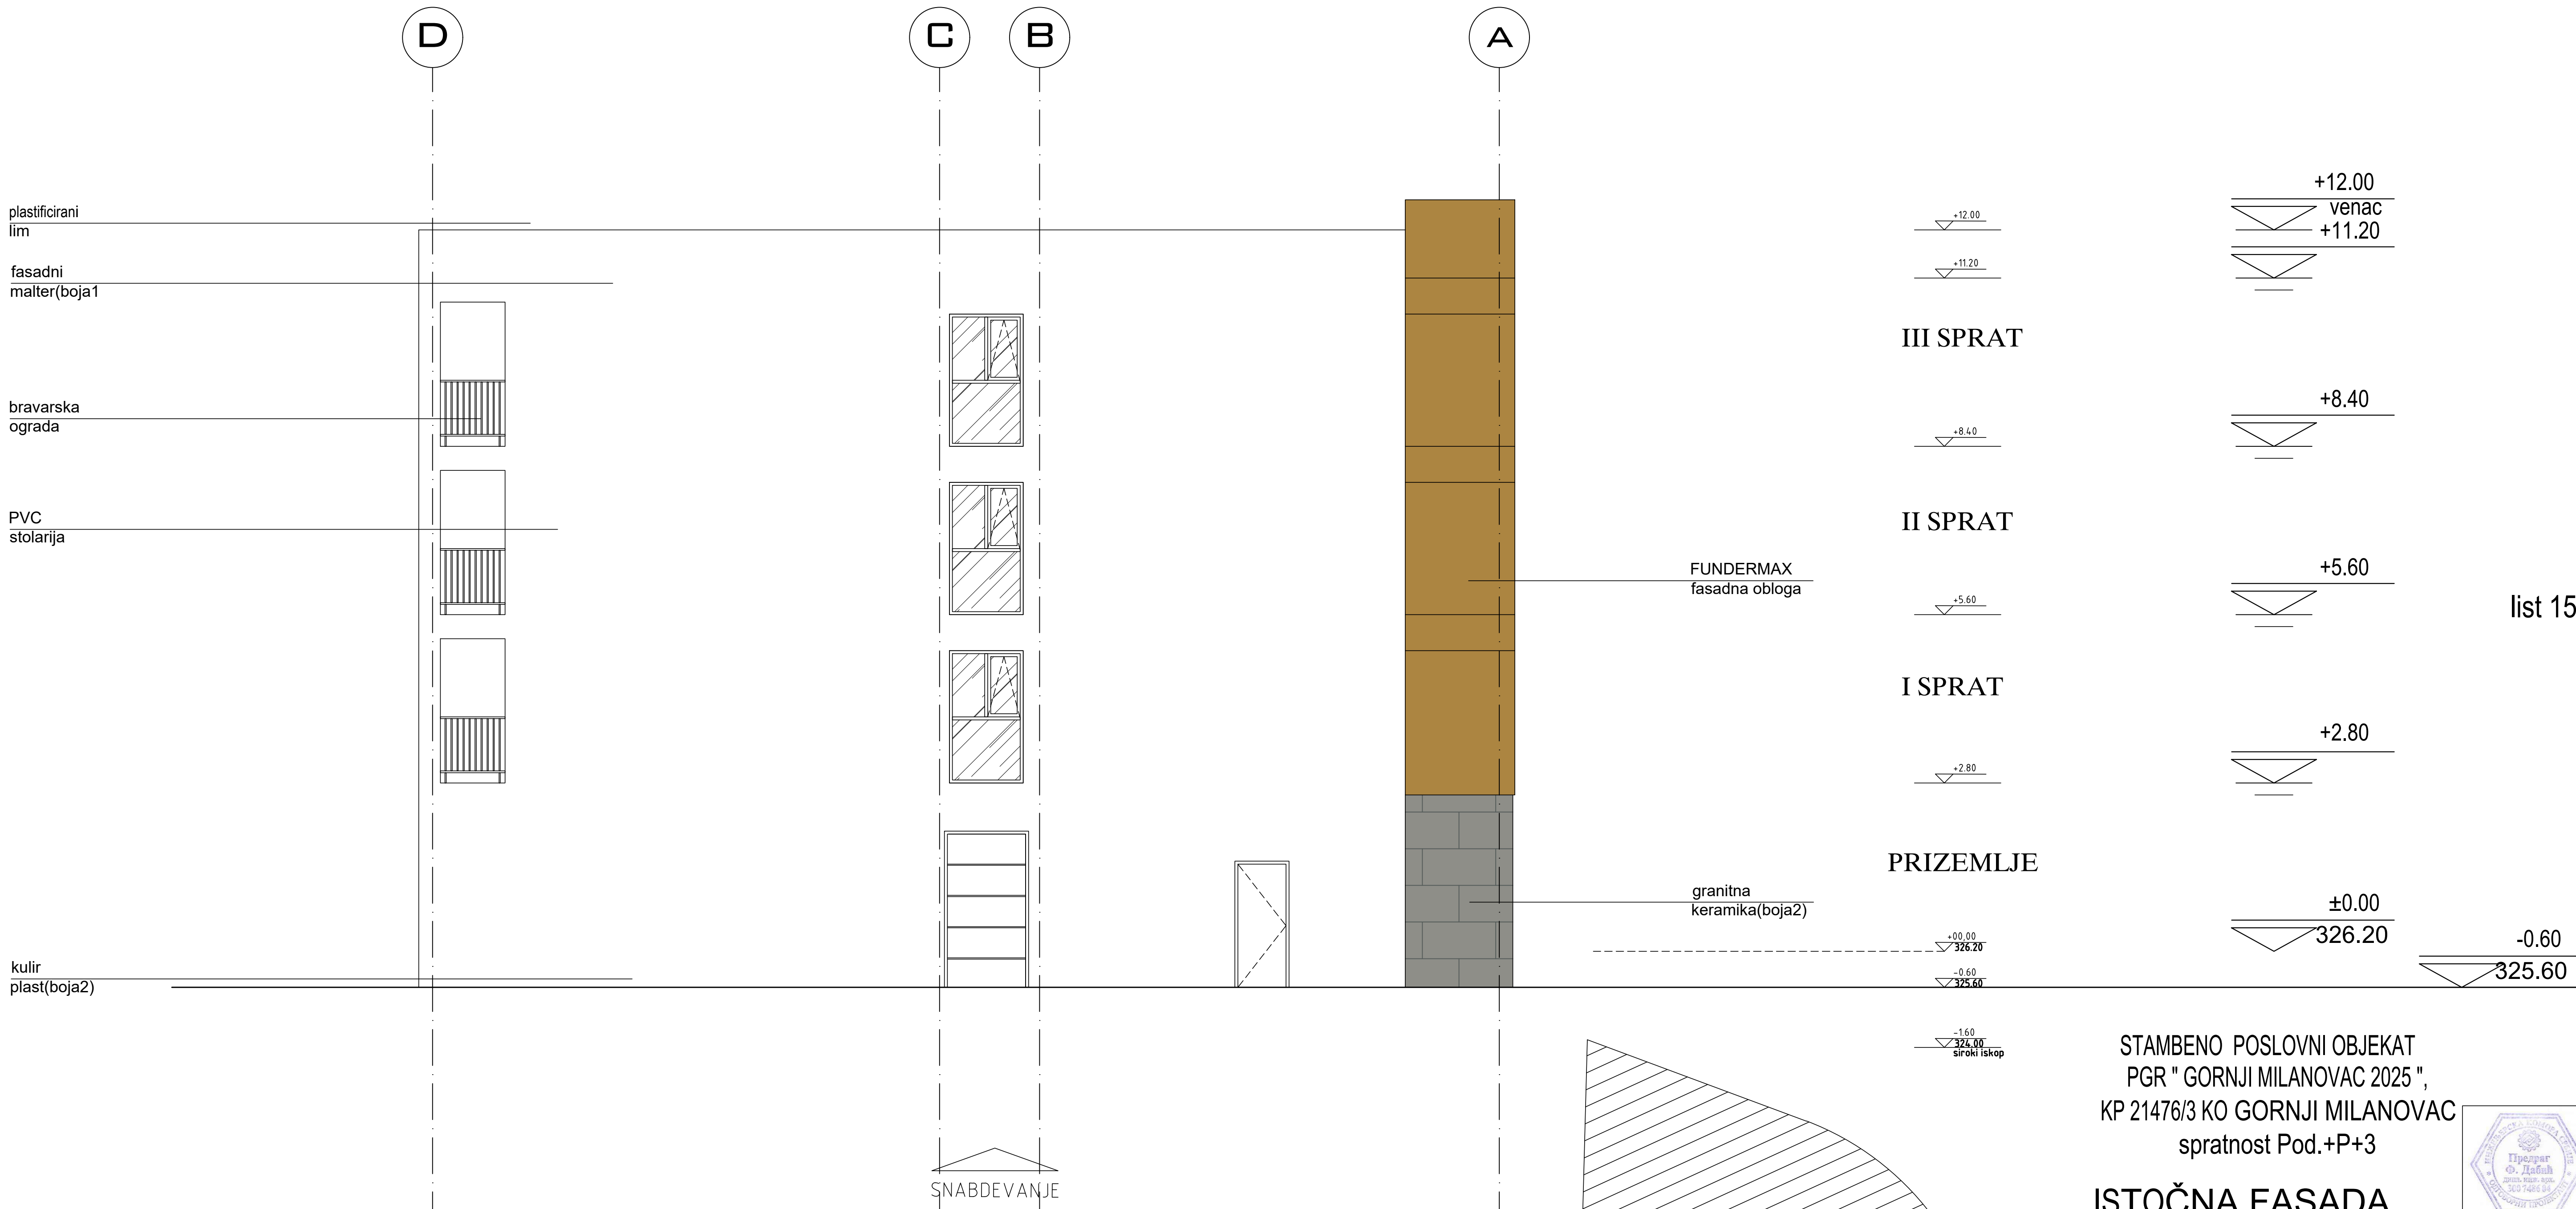 D
C
B
A
plastificirani
lim
fasadni
malter(boja1
bravarska
ograda
PVC
stolarija
kulir
plast(boja2)
FUNDERMAX
fasadna obloga
granitna
keramika(boja2)
+12.00
+11.20
III SPRAT
+8.40
II SPRAT
+5.60
I SPRAT
+2.80
PRIZEMLJE
+00,00
326.20
-0.60
325.60
-1.60
324.00
siroki iskop
+12.00
venac
+11.20
+8.40
+5.60
+2.80
±0.00
326.20
-0.60
325.60
list 15
SNABDEVANJE
STAMBENO POSLOVNI OBJEKAT
PGR " GORNJI MILANOVAC 2025 ",
KP 21476/3 KO GORNJI MILANOVAC
spratnost Pod.+P+3
ISTOČNA FASADA
Предраг
Ф. Дабић